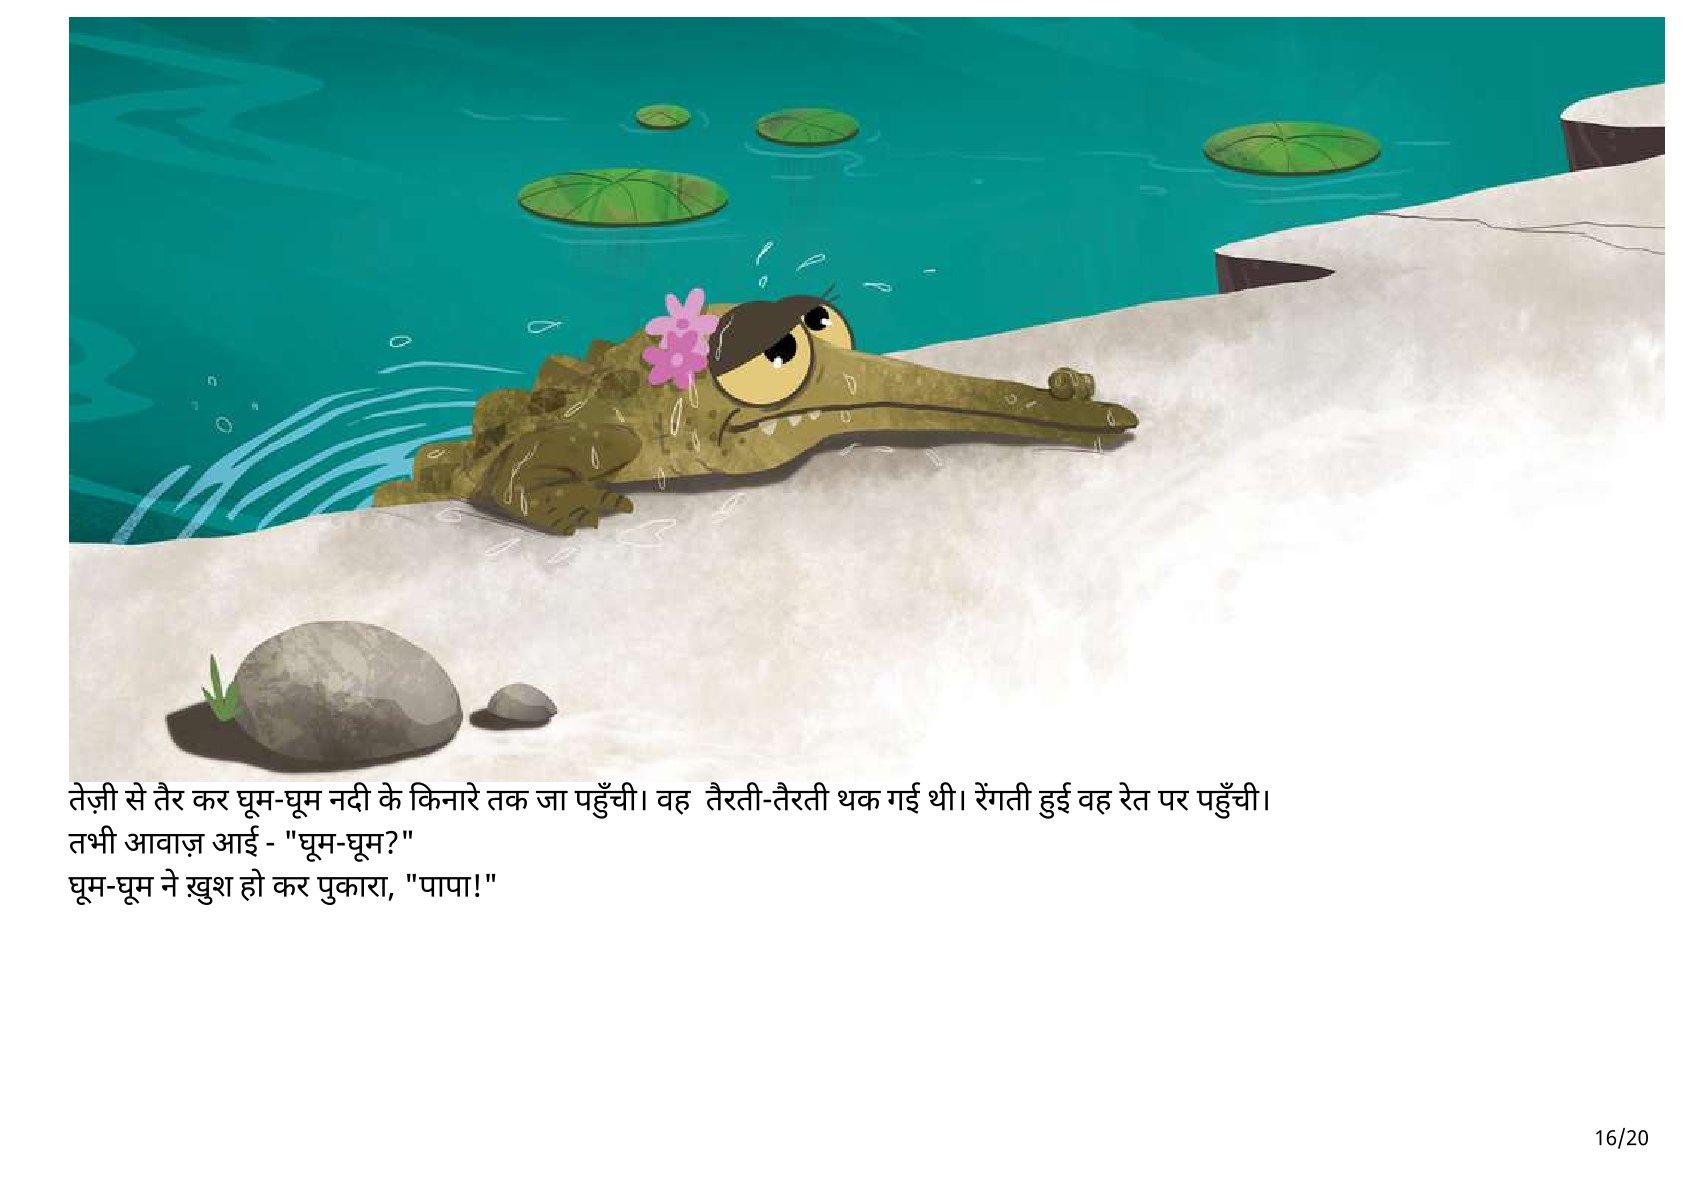 तेज़ी से तैर कर घूम-घूम नदी के किनारे तक जा पहुँची। वह  तैरती-तैरती थक गई थी। रेंगती हुई वह रेत पर पहुँची।
तभी आवाज़ आई - "घूम-घूम?"
घूम-घूम ने ख़ुश हो कर पुकारा, "पापा!"
16/20